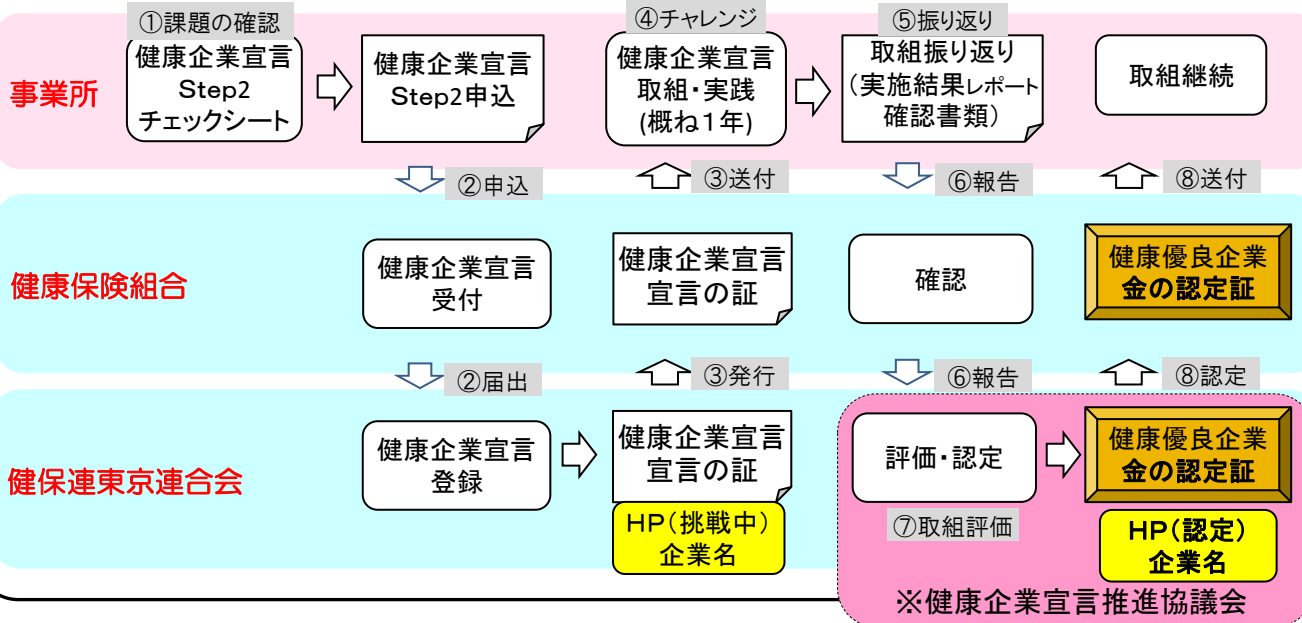 ①課題の確認
健康企業宣言
Step2
チェックシート
健康企業宣言
Step2申込
④チャレンジ
健康企業宣言
取組・実践
(概ね1年)
⑤振り返り
取組振り返り
(実施結果レポート
確認書類)
取組継続
事業所
②申込
③送付
⑥報告
⑧送付
健康保険組合
健康企業宣言
受付
健康企業宣言
宣言の証
確認
健康優良企業
金の認定証
②届出
③発行
⑥報告
⑧認定
健保連東京連合会
健康企業宣言
登録
健康企業宣言
宣言の証
HP(挑戦中)
企業名
評価・認定
⑦取組評価
健康優良企業
金の認定証
HP(認定)
企業名
※健康企業宣言推進協議会